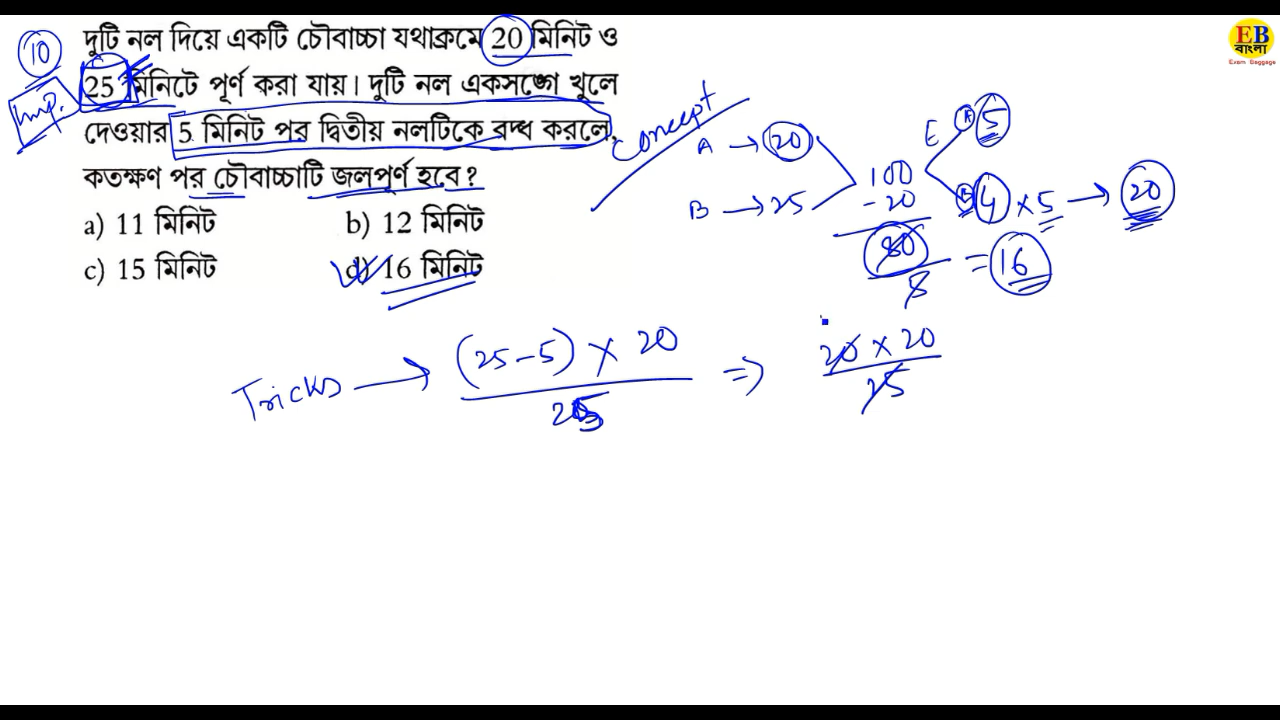 10
Imp.
দুটি নল দিয়ে একটি চৌবাচ্চা যথাক্রমে 20 মিনিট ও
25 মিনিটে পূর্ণ করা যায়। দুটি নল একসঙ্গে খুলে
দেওয়ার 5 মিনিট পর দ্বিতীয় নলটিকে বন্ধ করলে,
কতক্ষণ পর চৌবাচ্চাটি জলপূর্ণ হবে?
a) 11 মিনিট b) 12 মিনিট
c) 15 মিনিট d) 16 মিনিট
Concept
A → 20
B → 25
100
- 20
80
5
= 16
E
A 5
B 4 × 5 → 20
Tricks → (25-5) × 20
25
⇒ 20 × 20
25
EB
বাংলা
Exam Baggage